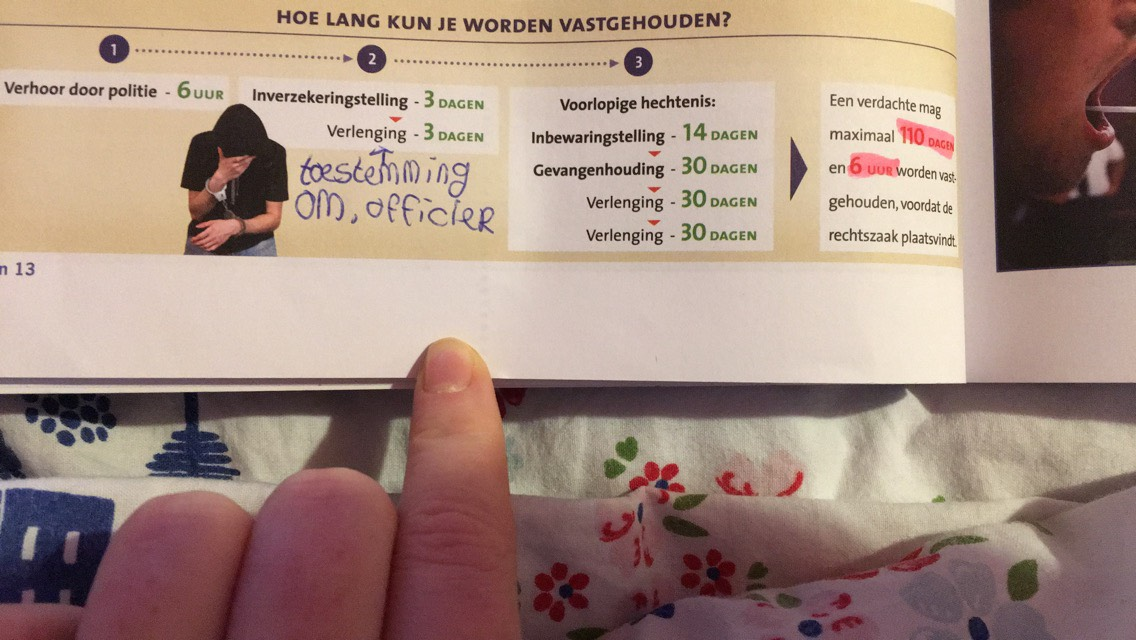 HOE LANG KUN JE WORDEN VASTGEHOUDEN?
1
2
3
Verhoor door politie - 6 UUR
Inverzekeringstelling - 3 DAGEN
Verlenging - 3 DAGEN
toestemming
OM, officier
Voorlopige hechtenis:
Inbewaringstelling - 14 DAGEN
Gevangenhouding - 30 DAGEN
Verlenging - 30 DAGEN
Verlenging - 30 DAGEN
Een verdachte mag
maximaal 110 DAGEN
en 6 UUR worden vast-
gehouden, voordat de
rechtszaak plaatsvindt.
n 13